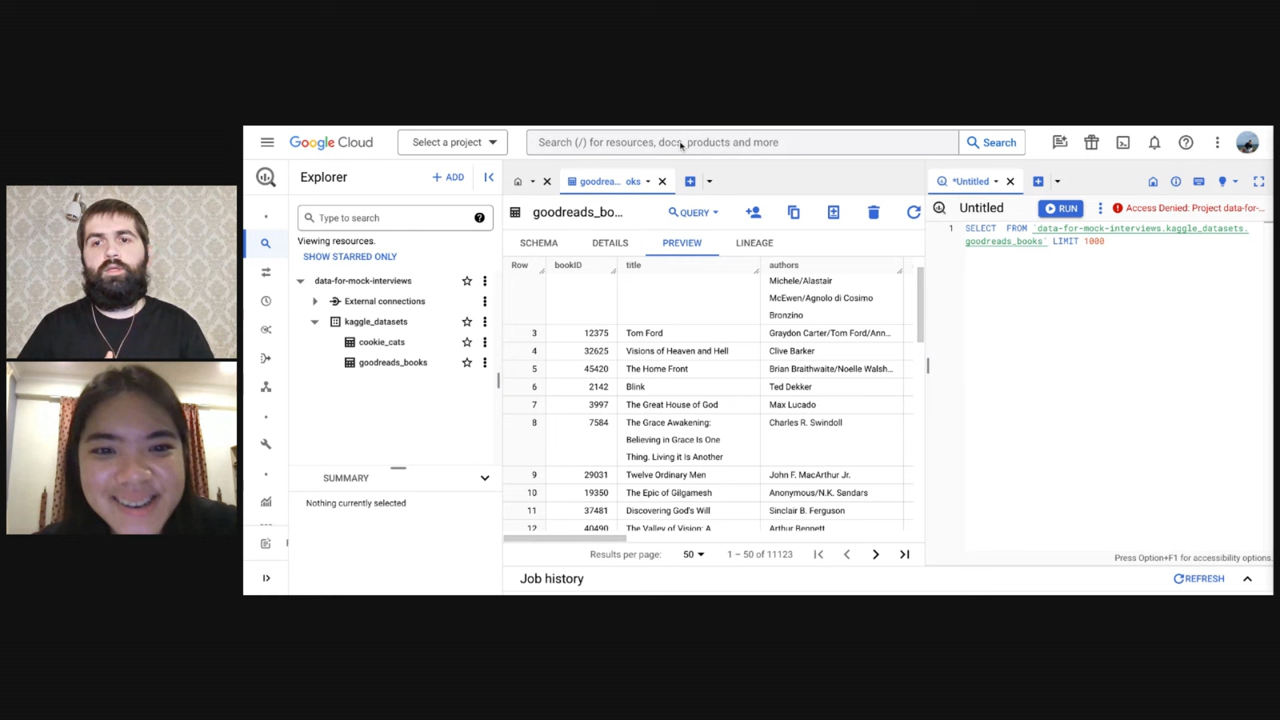 Google Cloud
Select a project
Search (/) for resources, docs, products and more
Search
Explorer
+ ADD
goodrea... oks
*Untitled
Type to search
goodreads_bo...
QUERY
Untitled
RUN
Access Denied: Project data-for-...
Viewing resources.
SHOW STARRED ONLY
SCHEMA
DETAILS
PREVIEW
LINEAGE
1 SELECT FROM `data-for-mock-interviews.kaggle_datasets.
goodreads_books` LIMIT 1000
data-for-mock-interviews
External connections
kaggle_datasets
cookie_cats
goodreads_books
SUMMARY
Nothing currently selected
Row bookID title authors
Michele/Alastair
McEwen/Agnolo di Cosimo
Bronzino
3 12375 Tom Ford Graydon Carter/Tom Ford/Ann...
4 32625 Visions of Heaven and Hell Clive Barker
5 45420 The Home Front Brian Braithwaite/Noelle Walsh...
6 2142 Blink Ted Dekker
7 3997 The Great House of God Max Lucado
8 7584 The Grace Awakening: Charles R. Swindoll
Believing in Grace Is One
Thing. Living it Is Another
9 29031 Twelve Ordinary Men John F. MacArthur Jr.
10 19350 The Epic of Gilgamesh Anonymous/N.K. Sandars
11 37481 Discovering God's Will Sinclair B. Ferguson
12 40490 The Valley of Vision: A Arthur Bennett
Results per page: 50 1 – 50 of 11123
Press Option+F1 for accessibility options.
Job history
REFRESH